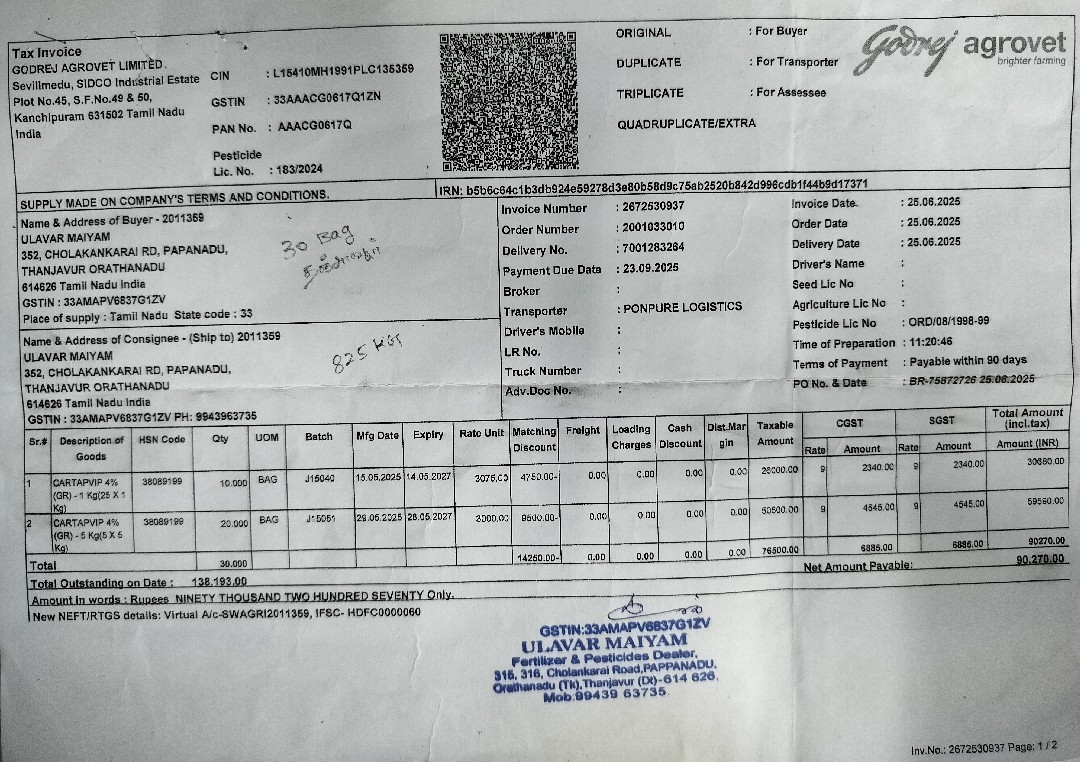 Tax Invoice
GODREJ AGROVET LIMITED.
Sevilimedu, SIDCO Industrial Estate
Plot No.45, S.F.No.49 & 50,
Kanchipuram 631502 Tamil Nadu
India
CIN : L15410MH1991PLC135359
GSTIN : 33AAACG0617Q1ZN
PAN No. : AAACG0617Q
Pesticide
Lic. No. : 183/2024
ORIGINAL : For Buyer
DUPLICATE : For Transporter
TRIPLICATE : For Assessee
QUADRUPLICATE/EXTRA
Godrej agrovet
brighter farming
SUPPLY MADE ON COMPANY'S TERMS AND CONDITIONS.
IRN: b5b6c64c1b3db924e59278d3e80b58d9c75ab2520b842d996cdb1f44b9d17371
Name & Address of Buyer - 2011359
ULAVAR MAIYAM
352, CHOLAKANKARAI RD, PAPANADU,
THANJAVUR ORATHANADU
614626 Tamil Nadu India
GSTIN : 33AMAPV6837G1ZV
Place of supply : Tamil Nadu State code : 33
30 Bag
Name & Address of Consignee - (Ship to) 2011359
ULAVAR MAIYAM
352, CHOLAKANKARAI RD, PAPANADU,
THANJAVUR ORATHANADU
614626 Tamil Nadu India
GSTIN : 33AMAPV6837G1ZV PH: 9943963735
825 KGS
Invoice Number : 2672530937
Order Number : 2001033010
Delivery No. : 7001283264
Payment Due Data : 23.09.2025
Broker :
Transporter : PONPURE LOGISTICS
Driver's Mobile :
LR No. :
Truck Number :
Adv.Doc No. :
Invoice Date. : 25.06.2025
Order Date : 25.06.2025
Delivery Date : 25.06.2025
Driver's Name :
Seed Lic No :
Agriculture Lic No :
Pesticide Lic No : ORD/08/1998-99
Time of Preparation : 11:20:46
Terms of Payment : Payable within 90 days
PO No. & Date : BR-75872726 25.06.2025
Sr.# Description of Goods HSN Code Qty UOM Batch Mfg Date Expiry Rate Unit Matching Discount Freight Loading Charges Cash Discount Dist.Mar gin Taxable Amount CGST Rate Amount SGST Rate Amount Total Amount (incl.tax) Amount (INR)
1 CARTAPVIP 4% 38089199 10.000 BAG J15040 15.05.2025 14.05.2027 3075.00 4750.00- 0.00 0.00 0.00 0.00 26000.00 9 2340.00 9 2340.00 30680.00
(GR) - 1 Kg(25 X 1
Kg)
2 CARTAPVIP 4% 38089199 20.000 BAG J15051 29.05.2025 28.05.2027 3000.00 9500.00- 0.00 0.00 0.00 0.00 50500.00 9 4545.00 9 4545.00 59590.00
(GR) - 5 Kg(5 X 5
Kg)
Total 30.000 14250.00- 0.00 0.00 0.00 0.00 76500.00 6885.00 6885.00 90270.00
Net Amount Payable: 90,270.00
Total Outstanding on Date : 138,193.00
Amount in words : Rupees NINETY THOUSAND TWO HUNDRED SEVENTY Only.
New NEFT/RTGS details: Virtual A/c-SWAGRI2011359, IFSC- HDFC0000060
GSTIN:33AMAPV6837G1ZV
ULAVAR MAIYAM
Fertilizer & Pesticides Dealer,
315, 316, Cholankarai Road, PAPPANADU,
Orathanadu (Tk), Thanjavur (Dt)-614 626.
Mob:99439 63735.
Inv.No.: 2672530937 Page: 1 / 2